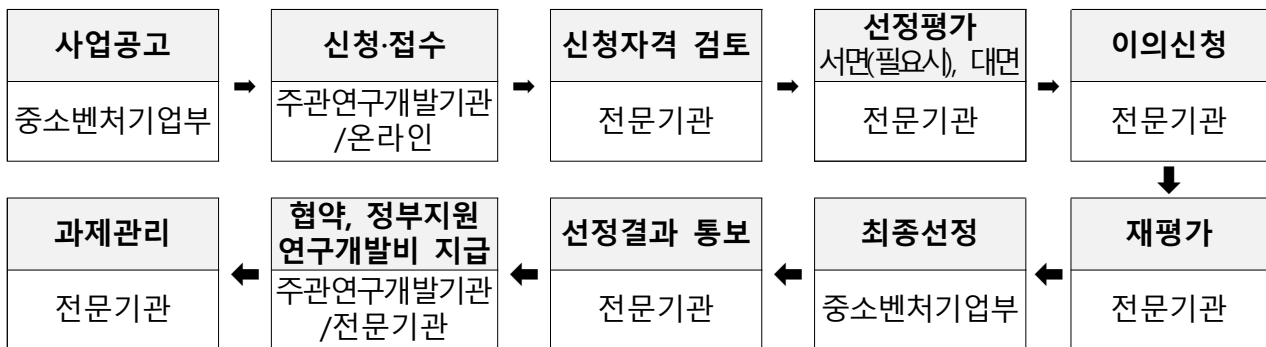 사업공고
중소벤처기업부
➡
신청·접수
주관연구개발기관
/온라인
➡
신청자격 검토
전문기관
➡
선정평가
서면(필요시), 대면
전문기관
➡
이의신청
전문기관
⬇
재평가
전문기관
⬅
최종선정
중소벤처기업부
⬅
선정결과 통보
전문기관
⬅
협약, 정부지원
연구개발비 지급
주관연구개발기관
/전문기관
⬅
과제관리
전문기관